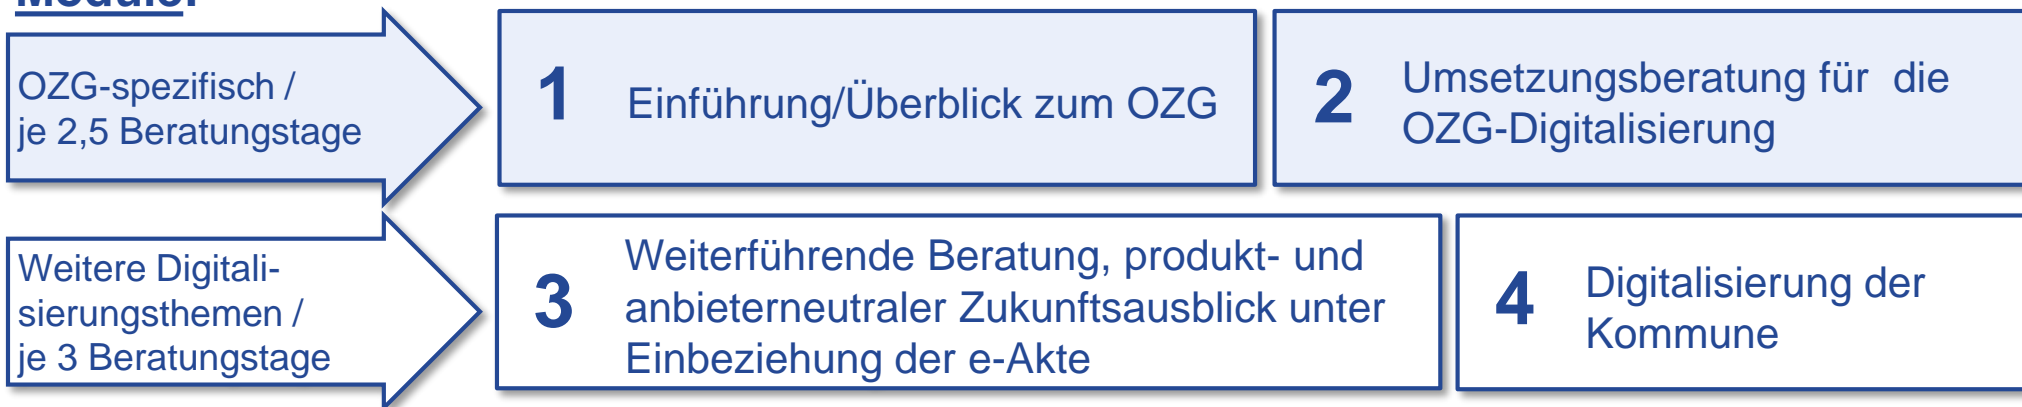 Module:
OZG-spezifisch /
je 2,5 Beratungstage
1
Einführung/Überblick zum OZG
2
Umsetzungsberatung für die
OZG-Digitalisierung
Weitere Digitali-
sierungsthemen /
je 3 Beratungstage
3
Weiterführende Beratung, produkt- und
anbieterneutraler Zukunftsausblick unter
Einbeziehung der e-Akte
4
Digitalisierung der
Kommune